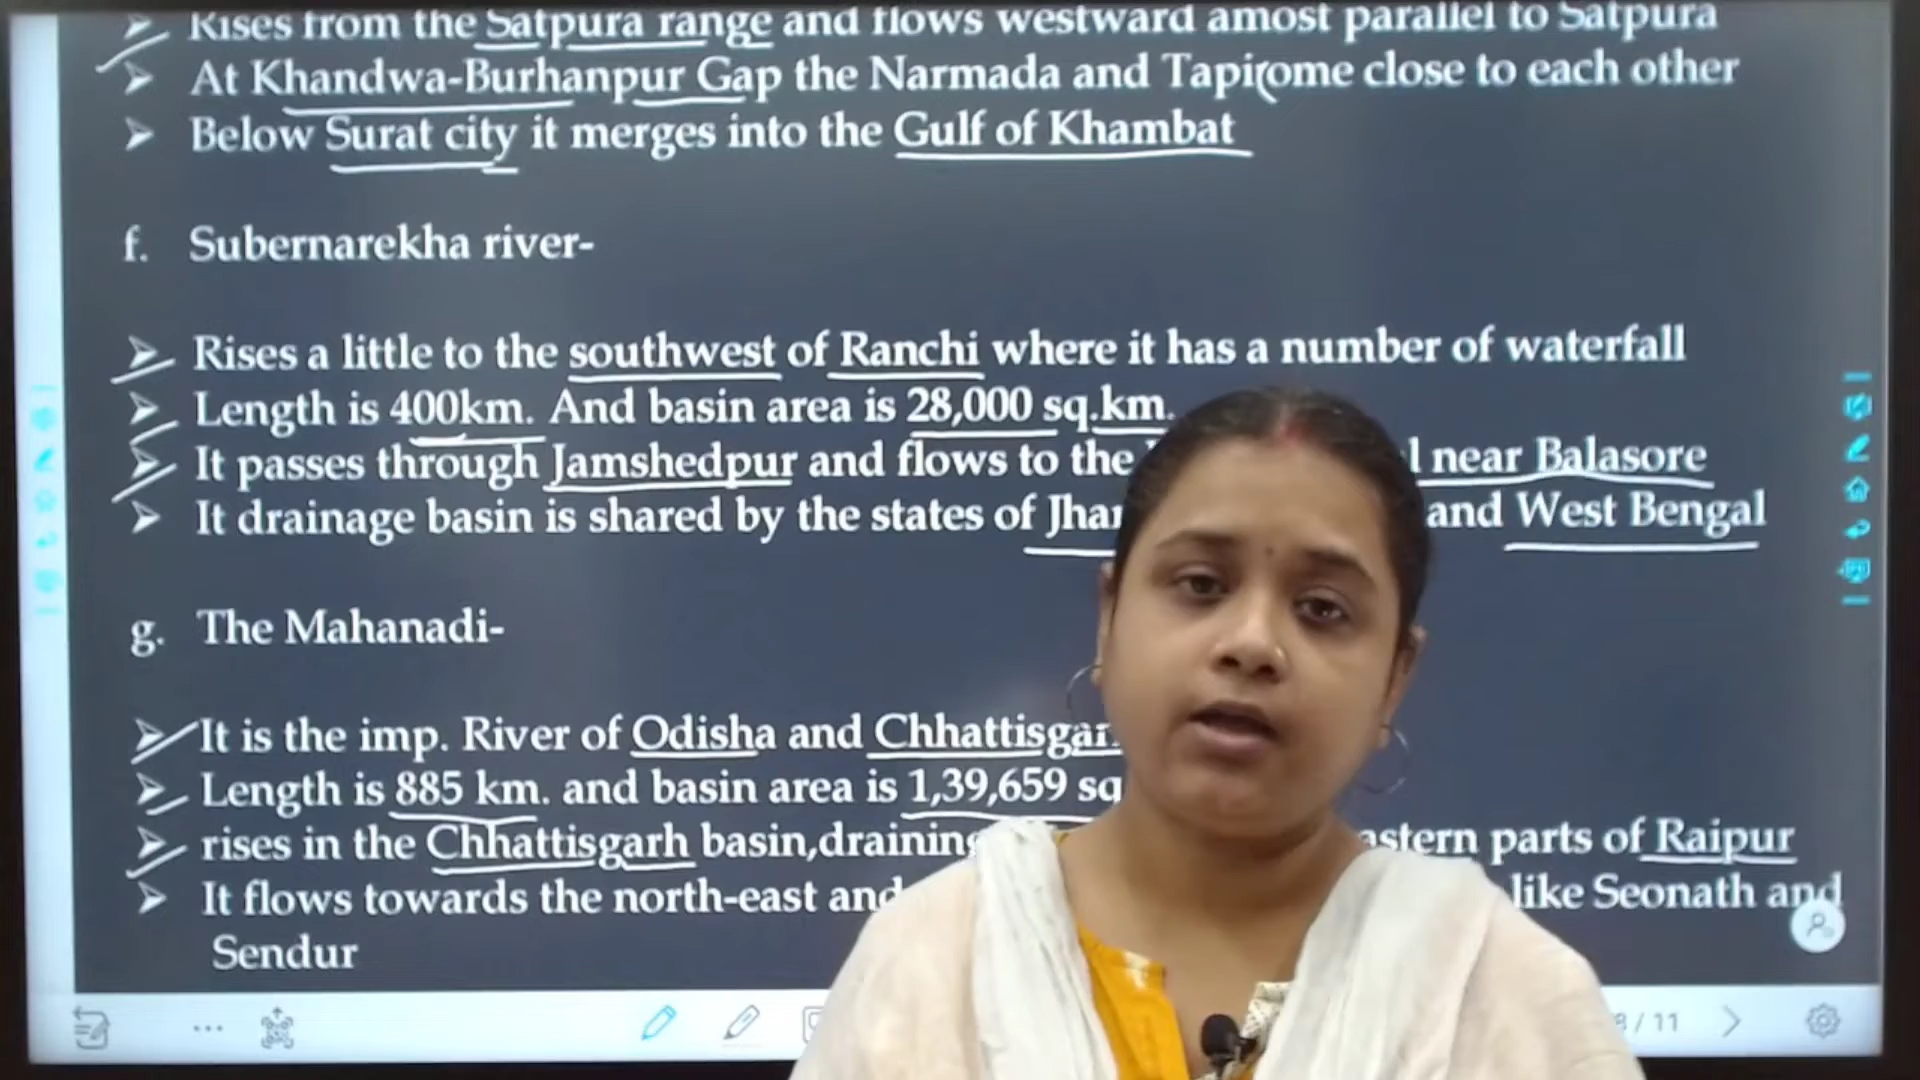 Rises from the Satpura range and flows westward amost parallel to Satpura
At Khandwa-Burhanpur Gap the Narmada and Tapi come close to each other
Below Surat city it merges into the Gulf of Khambat
f. Subernarekha river-
Rises a little to the southwest of Ranchi where it has a number of waterfall
Length is 400km. And basin area is 28,000 sq.km.
It passes through Jamshedpur and flows to the near Balasore
It drainage basin is shared by the states of and West Bengal
g. The Mahanadi-
It is the imp. River of Odisha and
Length is 885 km. and basin area is 1,39,659 sq
rises in the Chhattisgarh basin,draining parts of Raipur
It flows towards the north-east and like Seonath and
Sendur
/ 11